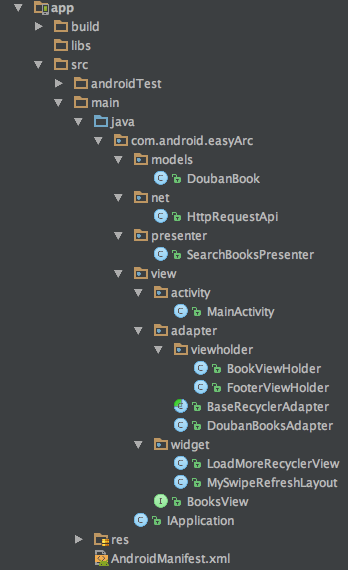 app
build
libs
src
androidTest
main
java
com.android.easyArc
models
DoubanBook
net
HttpRequestApi
presenter
SearchBooksPresenter
view
activity
MainActivity
adapter
viewholder
BookViewHolder
FooterViewHolder
BaseRecyclerAdapter
DoubanBooksAdapter
widget
LoadMoreRecyclerView
MySwipeRefreshLayout
BooksView
IApplication
res
AndroidManifest.xml